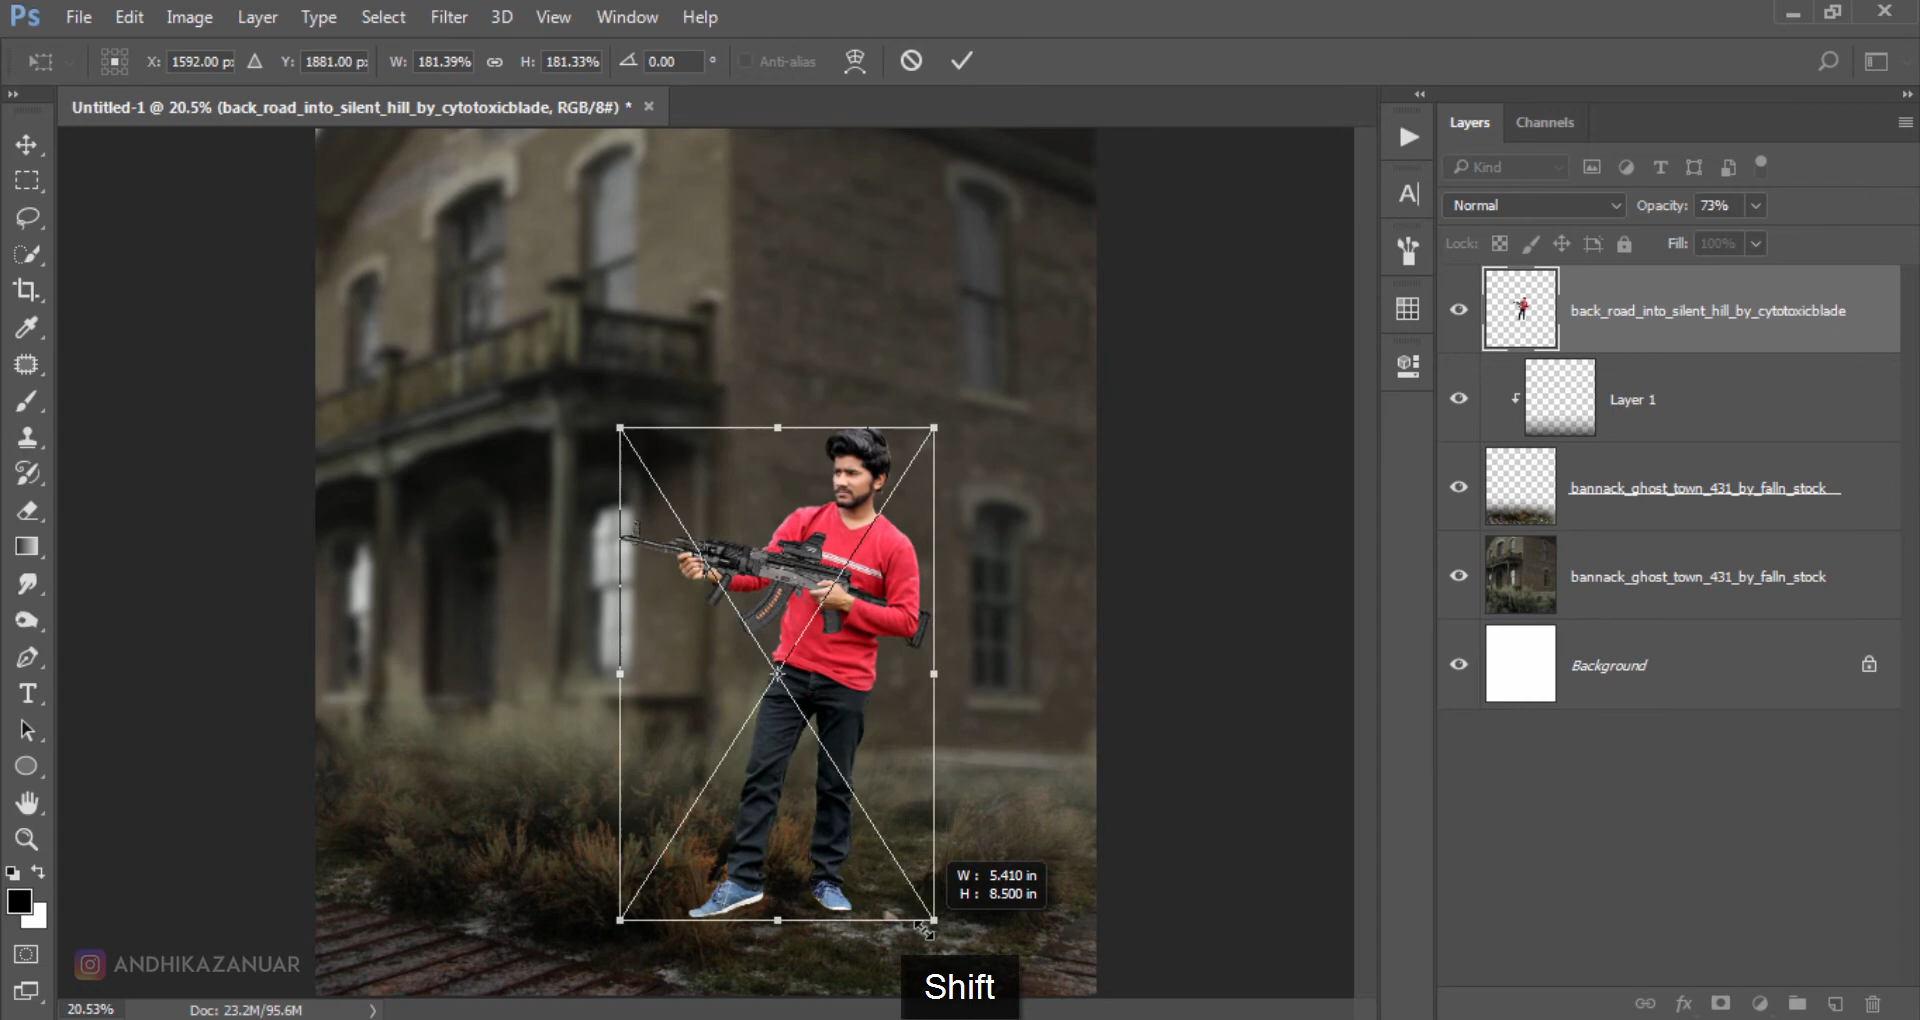 Ps File Edit Image Layer Type Select Filter 3D View Window Help
X: 1592.00 p Y: 1881.00 p W: 181.39% H: 181.33% 0.00 ° Anti-alias
Untitled-1 @ 20.5% (back_road_into_silent_hill_by_cytotoxicblade, RGB/8#) * ×
Layers Channels
Kind
Normal Opacity: 73%
Lock: Fill: 100%
back_road_into_silent_hill_by_cytotoxicblade
Layer 1
bannack_ghost_town_431_by_falln_stock
bannack_ghost_town_431_by_falln_stock
Background
W : 5.410 in
H : 8.500 in
ANDHIKAZANUAR
Shift
20.53% Doc: 23.2M/95.6M